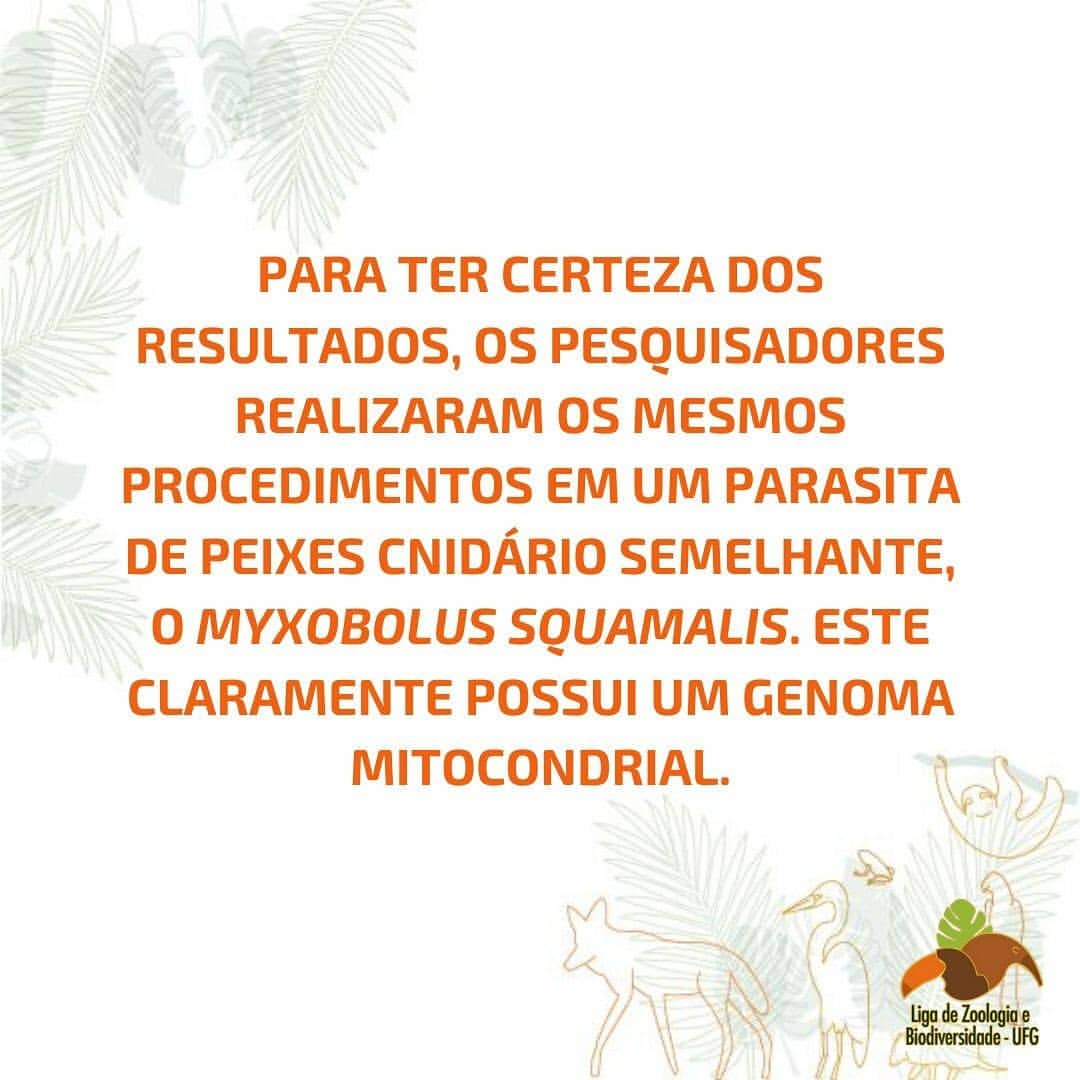 PARA TER CERTEZA DOS
RESULTADOS, OS PESQUISADORES
REALIZARAM OS MESMOS
PROCEDIMENTOS EM UM PARASITA
DE PEIXES CNIDÁRIO SEMELHANTE,
O MYXOBOLUS SQUAMALIS. ESTE
CLARAMENTE POSSUI UM GENOMA
MITOCONDRIAL.
Liga de Zoologia e
Biodiversidade - UFG